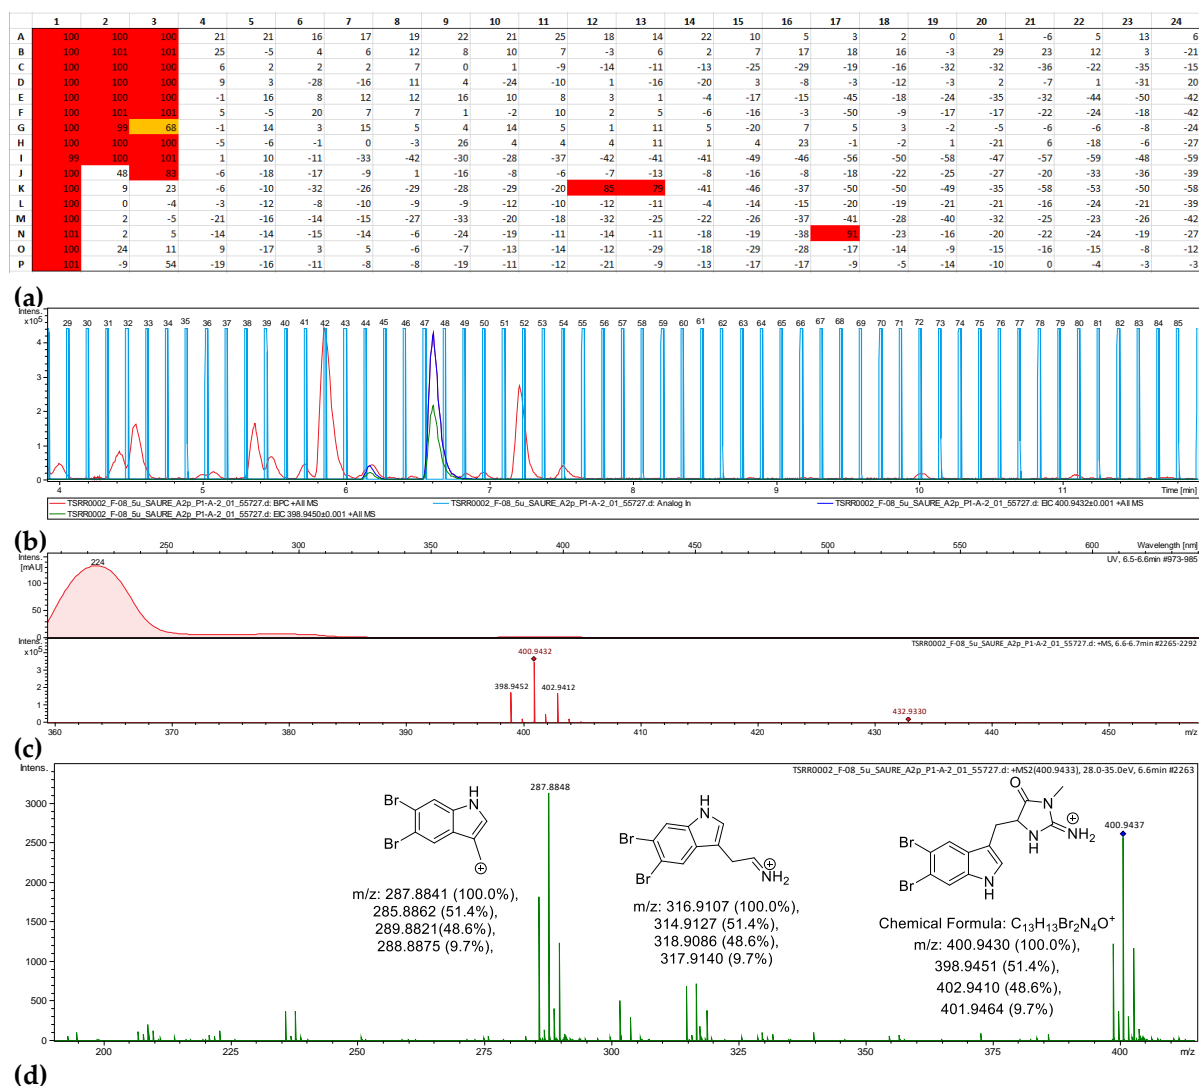 1 2 3 4 5 6 7 8 9 10 11 12 13 14 15 16 17 18 19 20 21 22 23 24
A 100 100 100 21 21 16 17 19 22 21 25 18 14 22 10 5 3 2 0 1 -6 5 13 6
B 100 101 101 25 -5 4 6 12 8 10 7 -3 6 2 7 17 18 16 -3 29 23 12 3 -21
C 100 100 100 6 2 2 2 7 0 1 -9 -14 -11 -13 -25 -29 -19 -16 -32 -32 -36 -22 -35 -15
D 100 100 100 9 3 -28 -16 11 4 -24 -10 1 -16 -20 3 -8 -3 -12 -3 2 -7 1 -31 20
E 100 100 100 -1 16 8 12 12 16 10 8 3 1 -4 -17 -15 -45 -18 -24 -35 -32 -44 -50 -42
F 100 101 101 5 -5 20 7 7 1 -2 10 2 5 -6 -16 -3 -50 -9 -17 -17 -22 -24 -18 -42
G 100 99 68 -1 14 3 15 5 4 14 5 1 11 5 -20 7 5 3 -2 -5 -6 -6 -8 -24
H 100 100 100 -5 -6 -1 0 -3 26 4 4 4 11 1 4 23 -1 -2 1 -21 6 -18 -6 -27
I 99 100 101 1 10 -11 -33 -42 -30 -28 -37 -42 -41 -41 -49 -46 -56 -50 -58 -47 -57 -59 -48 -59
J 100 48 83 -6 -18 -17 -9 1 -16 -8 -6 -7 -13 -8 -16 -8 -18 -22 -25 -27 -20 -33 -36 -39
K 100 9 23 -6 -10 -32 -26 -29 -28 -29 -20 85 79 -41 -46 -37 -50 -50 -49 -35 -58 -53 -50 -58
L 100 0 -4 -3 -12 -8 -10 -9 -9 -12 -10 -12 -11 -4 -14 -15 -20 -19 -21 -21 -16 -24 -21 -39
M 100 2 -5 -21 -16 -14 -15 -27 -33 -20 -18 -32 -25 -22 -26 -37 -41 -28 -40 -32 -25 -23 -26 -42
N 101 2 5 -14 -14 -15 -14 -6 -24 -19 -11 -14 -11 -18 -19 -38 91 -23 -16 -20 -22 -24 -19 -27
O 100 24 11 9 -17 3 5 -6 -7 -13 -14 -12 -29 -18 -29 -28 -17 -14 -9 -15 -16 -15 -8 -12
P 101 -9 54 -19 -16 -11 -8 -8 -19 -11 -12 -21 -9 -13 -17 -17 -9 -5 -14 -10 0 -4 -3 -3
(a)
Intens.
x10⁵
29 30 31 32 33 34 35 36 37 38 39 40 41 42 43 44 45 46 47 48 49 50 51 52 53 54 55 56 57 58 59 60 61 62 63 64 65 66 67 68 69 70 71 72 73 74 75 76 77 78 79 80 81 82 83 84 85
4
3
2
1
0
4 5 6 7 8 9 10 11 Time [min]
TSRR0002_F-08_5u_SAURE_A2p_P1-A-2_01_55727.d: BPC +All MS TSRR0002_F-08_5u_SAURE_A2p_P1-A-2_01_55727.d: Analog In TSRR0002_F-08_5u_SAURE_A2p_P1-A-2_01_55727.d: EIC 400.9432±0.001 +All MS
TSRR0002_F-08_5u_SAURE_A2p_P1-A-2_01_55727.d: EIC 398.9450±0.001 +All MS
(b)
250 300 350 400 450 500 550 600 Wavelength [nm]
Intens.
[mAU]
224
UV, 6.5-6.6min #973-985
100
50
0
Intens.
x10⁵
TSRR0002_F-08_5u_SAURE_A2p_P1-A-2_01_55727.d: +MS, 6.6-6.7min #2265-2292
400.9432
3
398.9452
402.9412
2
1
432.9330
0
360 370 380 390 400 410 420 430 440 450 m/z
(c)
Intens.
TSRR0002_F-08_5u_SAURE_A2p_P1-A-2_01_55727.d: +MS2(400.9433), 28.0-35.0eV, 6.6min #2263
287.8848
3000
400.9437
2500
2000
1500
1000
500
0
H
N
Br
Br
⊕
m/z: 287.8841 (100.0%),
285.8862 (51.4%),
289.8821(48.6%),
288.8875 (9.7%),
H
N
Br
Br
⊕
NH₂
m/z: 316.9107 (100.0%),
314.9127 (51.4%),
318.9086 (48.6%),
317.9140 (9.7%)
O
N
⊕
NH₂
N
H
Br
Br
N
H
Chemical Formula: C₁₃H₁₃Br₂N₄O⁺
m/z: 400.9430 (100.0%),
398.9451 (51.4%),
402.9410 (48.6%),
401.9464 (9.7%)
200 225 250 275 300 325 350 375 400 m/z
(d)